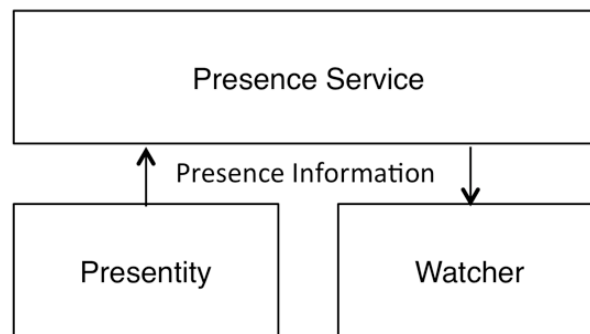 Presence Service
Presence Information
Presentity
Watcher